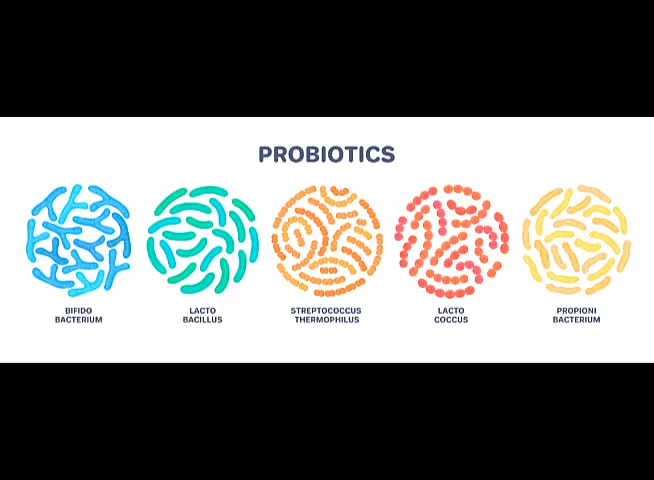 PROBIOTICS
BIFIDO
BACTERIUM
LACTO
BACILLUS
STREPTOCOCCUS
THERMOPHILUS
LACTO
COCCUS
PROPIONI
BACTERIUM